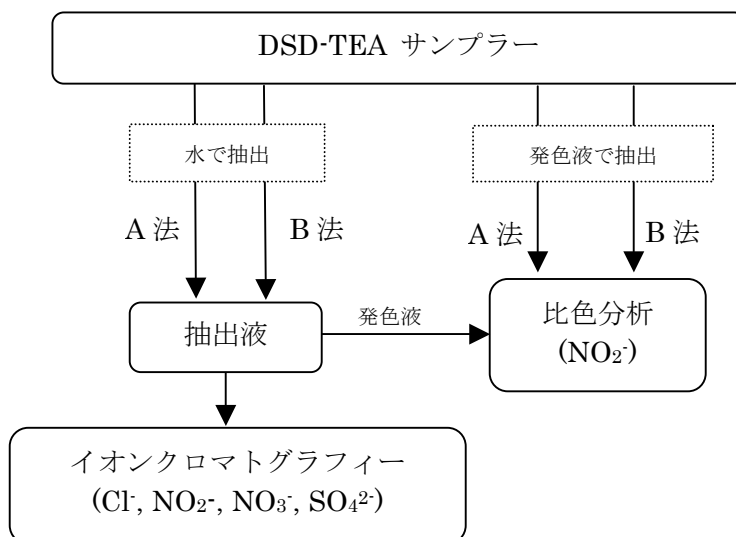 DSD-TEA サンプラー
水で抽出
発色液で抽出
A 法
B 法
A 法
B 法
抽出液
発色液
比色分析
(NO₂⁻)
イオンクロマトグラフィー
(Cl⁻, NO₂⁻, NO₃⁻, SO₄²⁻)